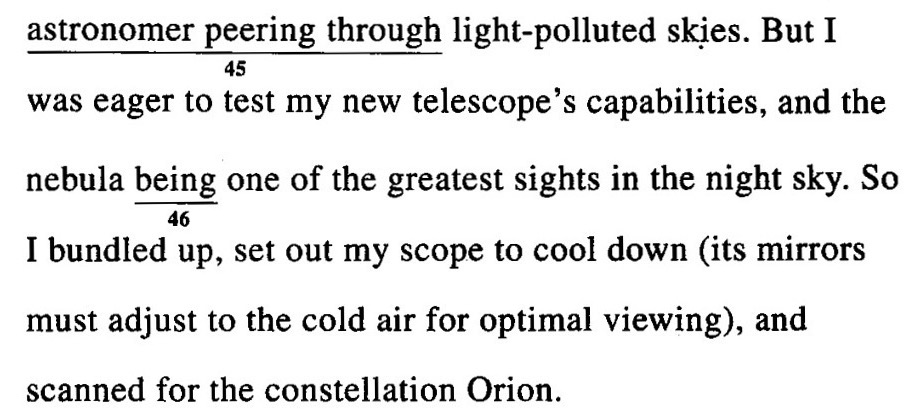 astronomer peering through light-polluted skies. But I
45
was eager to test my new telescope's capabilities, and the
nebula being one of the greatest sights in the night sky. So
46
I bundled up, set out my scope to cool down (its mirrors
must adjust to the cold air for optimal viewing), and
scanned for the constellation Orion.